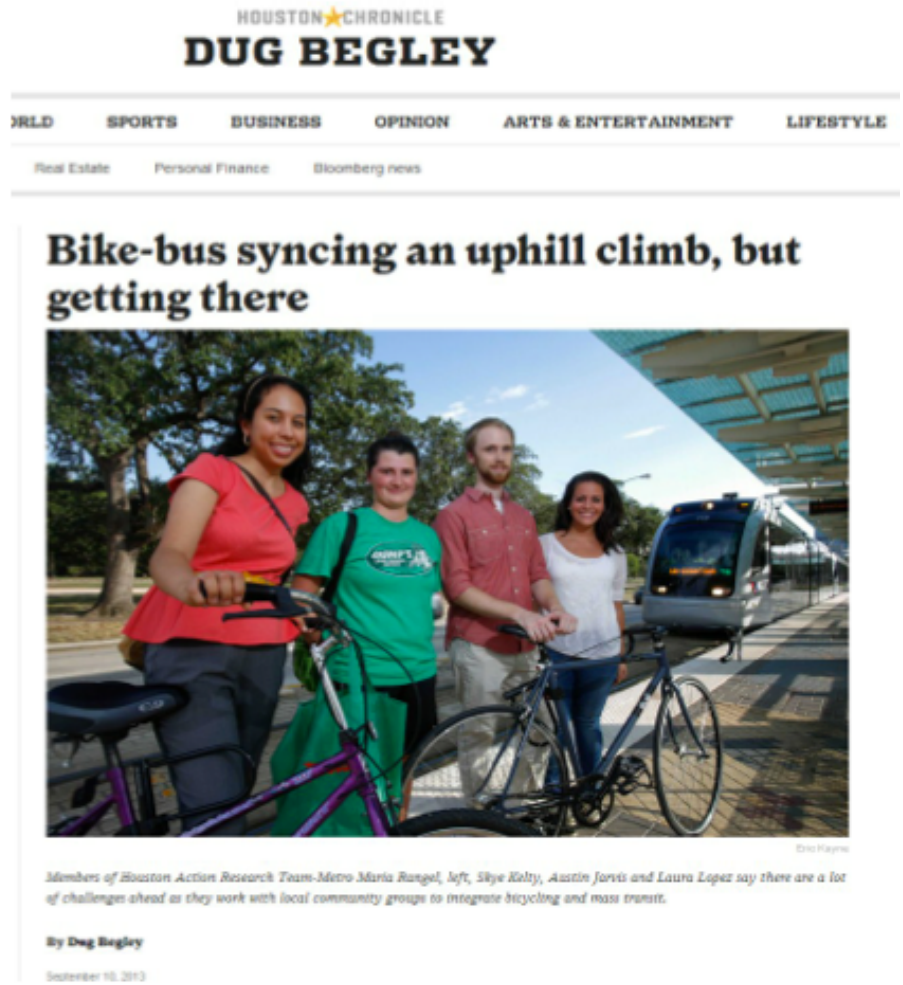 HOUSTON CHRONICLE
DUG BEGLEY
ORLD SPORTS BUSINESS OPINION ARTS & ENTERTAINMENT LIFESTYLE
Real Estate Personal Finance Bloomberg news
Bike-bus syncing an uphill climb, but
getting there
Eric Kayne
Members of Houston Action Research Team-Metro Maria Rangel, left, Skye Kelty, Austin Jarvis and Laura Lopez say there are a lot
of challenges ahead as they work with local community groups to integrate bicycling and mass transit.
By Dug Begley
September 10, 2013